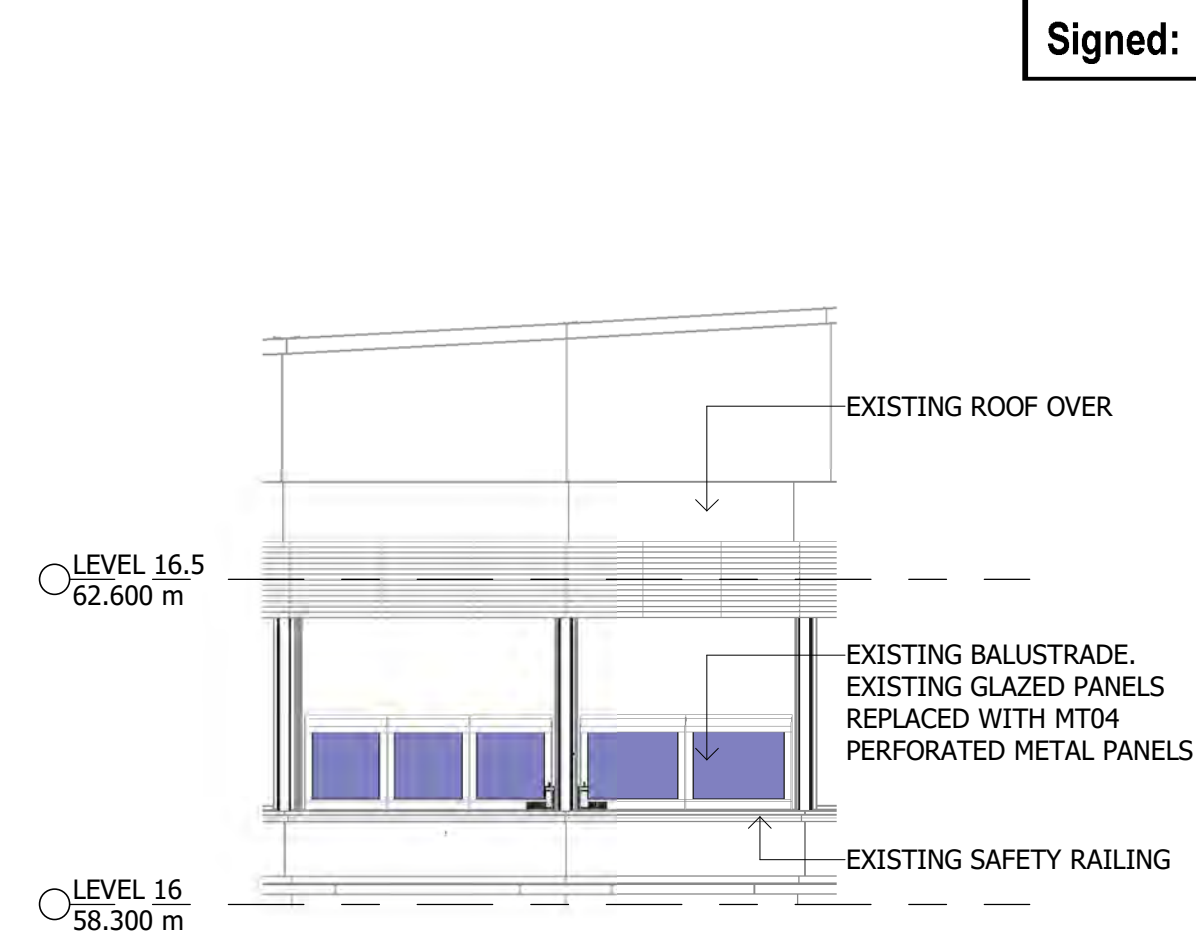 Signed:
EXISTING ROOF OVER
LEVEL 16.5
62.600 m
EXISTING BALUSTRADE.
EXISTING GLAZED PANELS
REPLACED WITH MT04
PERFORATED METAL PANELS
EXISTING SAFETY RAILING
LEVEL 16
58.300 m